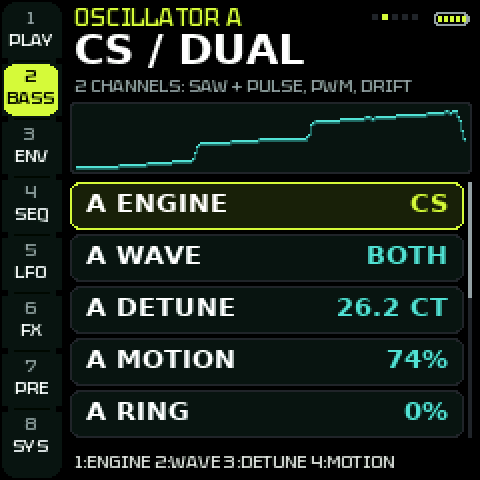 1
PLAY
2
BASS
3
ENV
4
SEQ
5
LFO
6
FX
7
PRE
8
SYS
OSCILLATOR A
CS / DUAL
2 CHANNELS: SAW + PULSE, PWM, DRIFT
A ENGINE CS
A WAVE BOTH
A DETUNE 26.2 CT
A MOTION 74%
A RING 0%
1:ENGINE 2:WAVE 3:DETUNE 4:MOTION